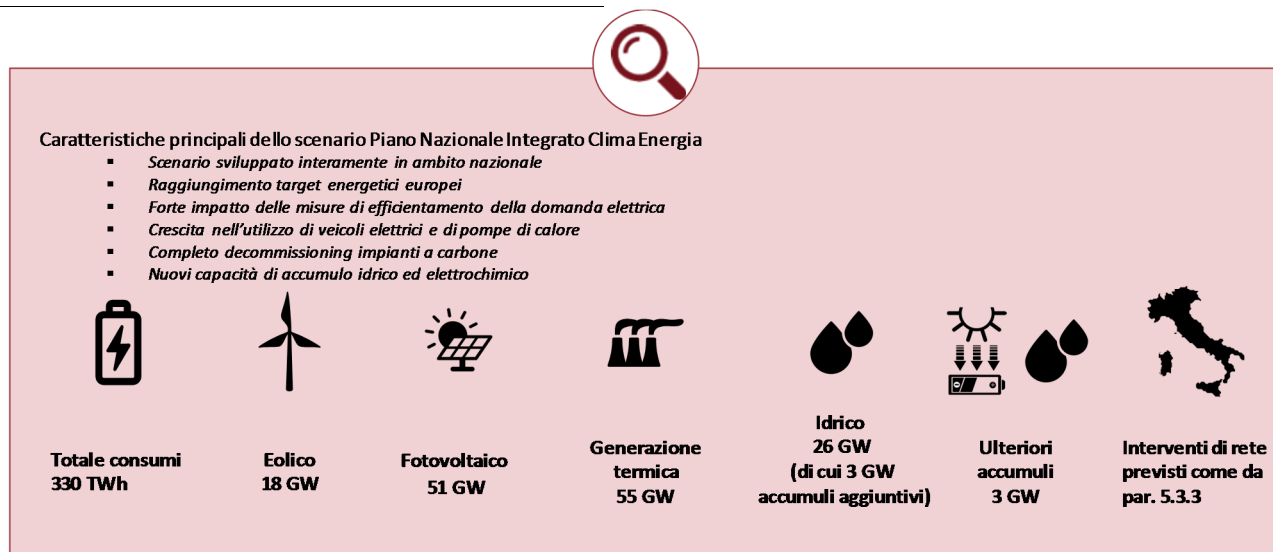 Caratteristiche principali dello scenario Piano Nazionale Integrato Clima Energia
▪ Scenario sviluppato interamente in ambito nazionale
▪ Raggiungimento target energetici europei
▪ Forte impatto delle misure di efficientamento della domanda elettrica
▪ Crescita nell'utilizzo di veicoli elettrici e di pompe di calore
▪ Completo decommissioning impianti a carbone
▪ Nuovi capacità di accumulo idrico ed elettrochimico
Totale consumi
330 TWh
Eolico
18 GW
Fotovoltaico
51 GW
Generazione
termica
55 GW
Idrico
26 GW
(di cui 3 GW
accumuli aggiuntivi)
Ulteriori
accumuli
3 GW
Interventi di rete
previsti come da
par. 5.3.3